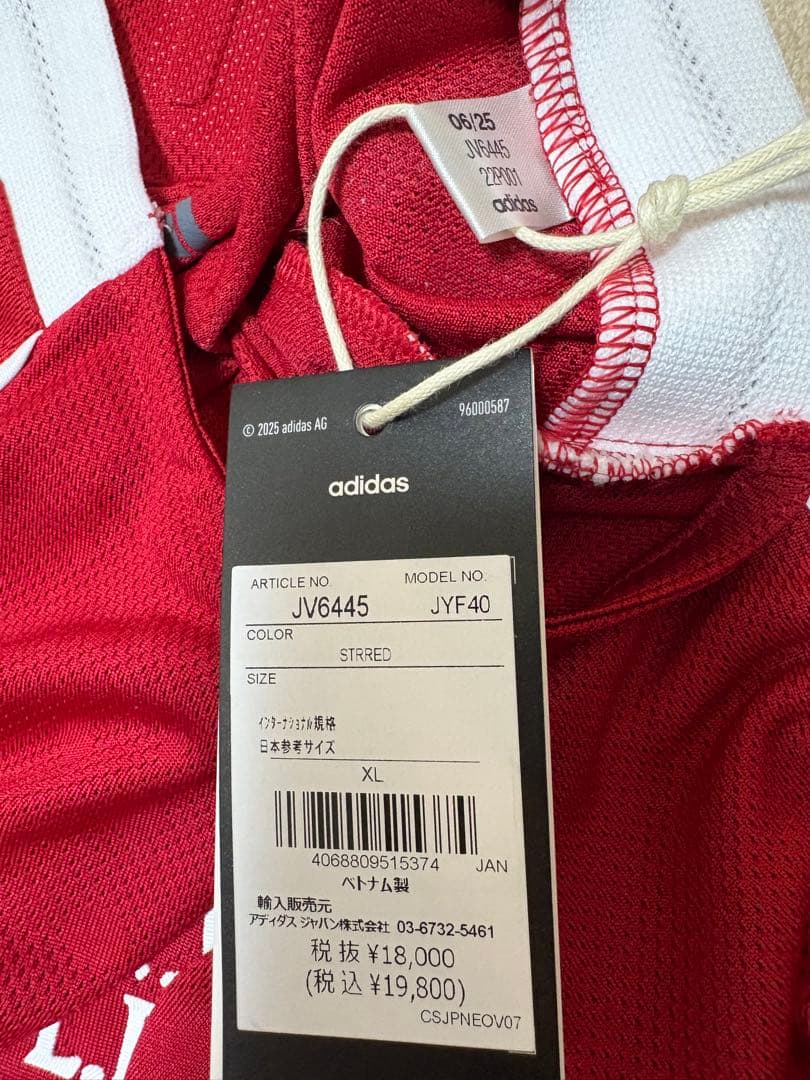 06/25
JV6445
22P001
adidas
© 2025 adidas AG
96000587
adidas
ARTICLE NO. MODEL NO.
JV6445 JYF40
COLOR
STRRED
SIZE
ｲﾝﾀｰﾅｼｮﾅﾙ規格
日本参考サイズ
XL
4068809515374 JAN
ベトナム製
輸入販売元
アディダス ジャパン株式会社 03-6732-5461
税抜 ¥18,000
(税込 ¥19,800)
CSJPNEOV07